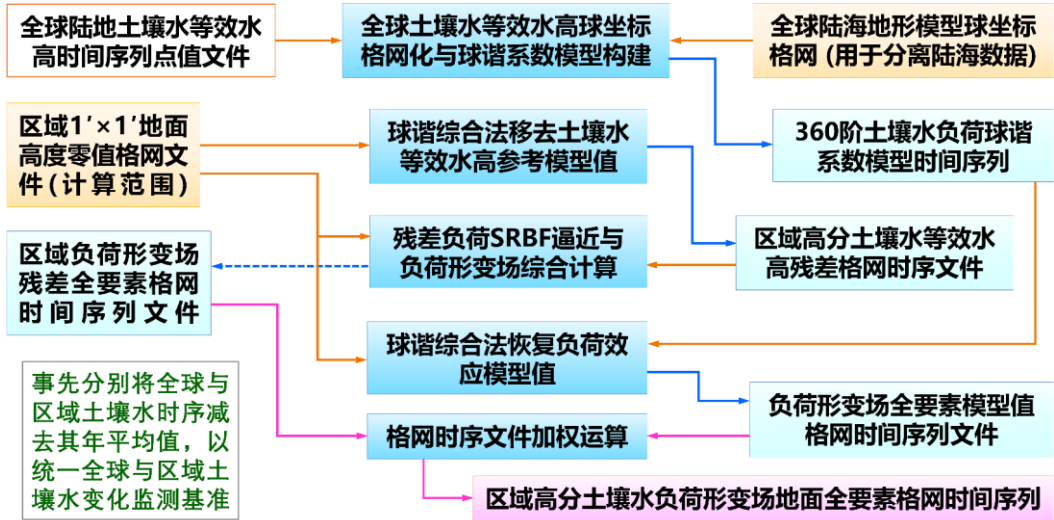 全球陆地土壤水等效水
高时间序列点值文件
全球土壤水等效水高球坐标
格网化与球谐系数模型构建
全球陆海地形模型球坐标
格网 (用于分离陆海数据)
区域1′×1′地面
高度零值格网文
件(计算范围)
球谐综合法移去土壤水
等效水高参考模型值
360阶土壤水负荷球谐
系数模型时间序列
区域负荷形变场
残差全要素格网
时间序列文件
残差负荷SRBF逼近与
负荷形变场综合计算
区域高分土壤水等效水
高残差格网时序文件
球谐综合法恢复负荷效
应模型值
事先分别将全球与
区域土壤水时序减
去其年平均值，以
统一全球与区域土
壤水变化监测基准
格网时序文件加权运算
负荷形变场全要素模型值
格网时间序列文件
区域高分土壤水负荷形变场地面全要素格网时间序列